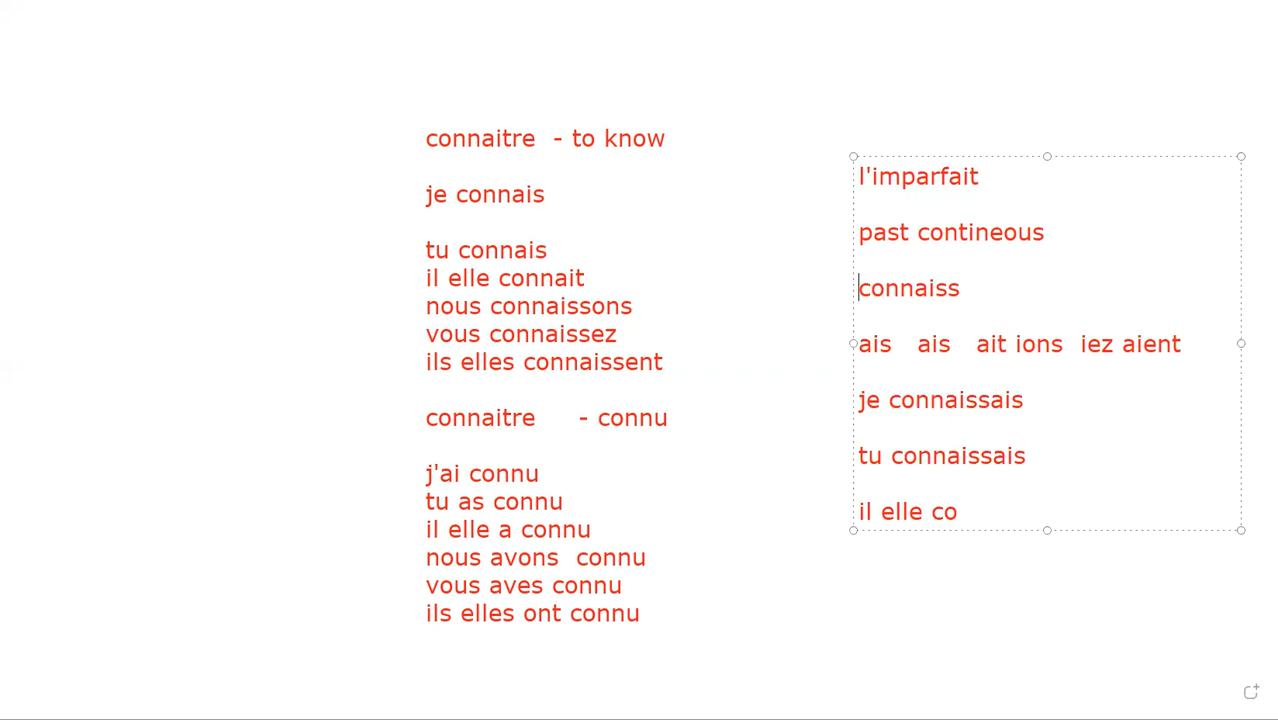 connaitre - to know
je connais
tu connais
il elle connait
nous connaissons
vous connaissez
ils elles connaissent
connaitre - connu
j'ai connu
tu as connu
il elle a connu
nous avons connu
vous aves connu
ils elles ont connu
l'imparfait
past contineous
connaiss
ais ais ait ions iez aient
je connaissais
tu connaissais
il elle co